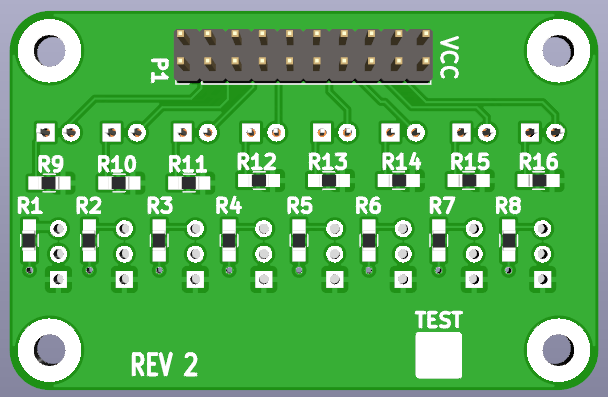 VCC
P1
R9 R10 R11 R12 R13 R14 R15 R16
R1 R2 R3 R4 R5 R6 R7 R8
TEST
REV 2